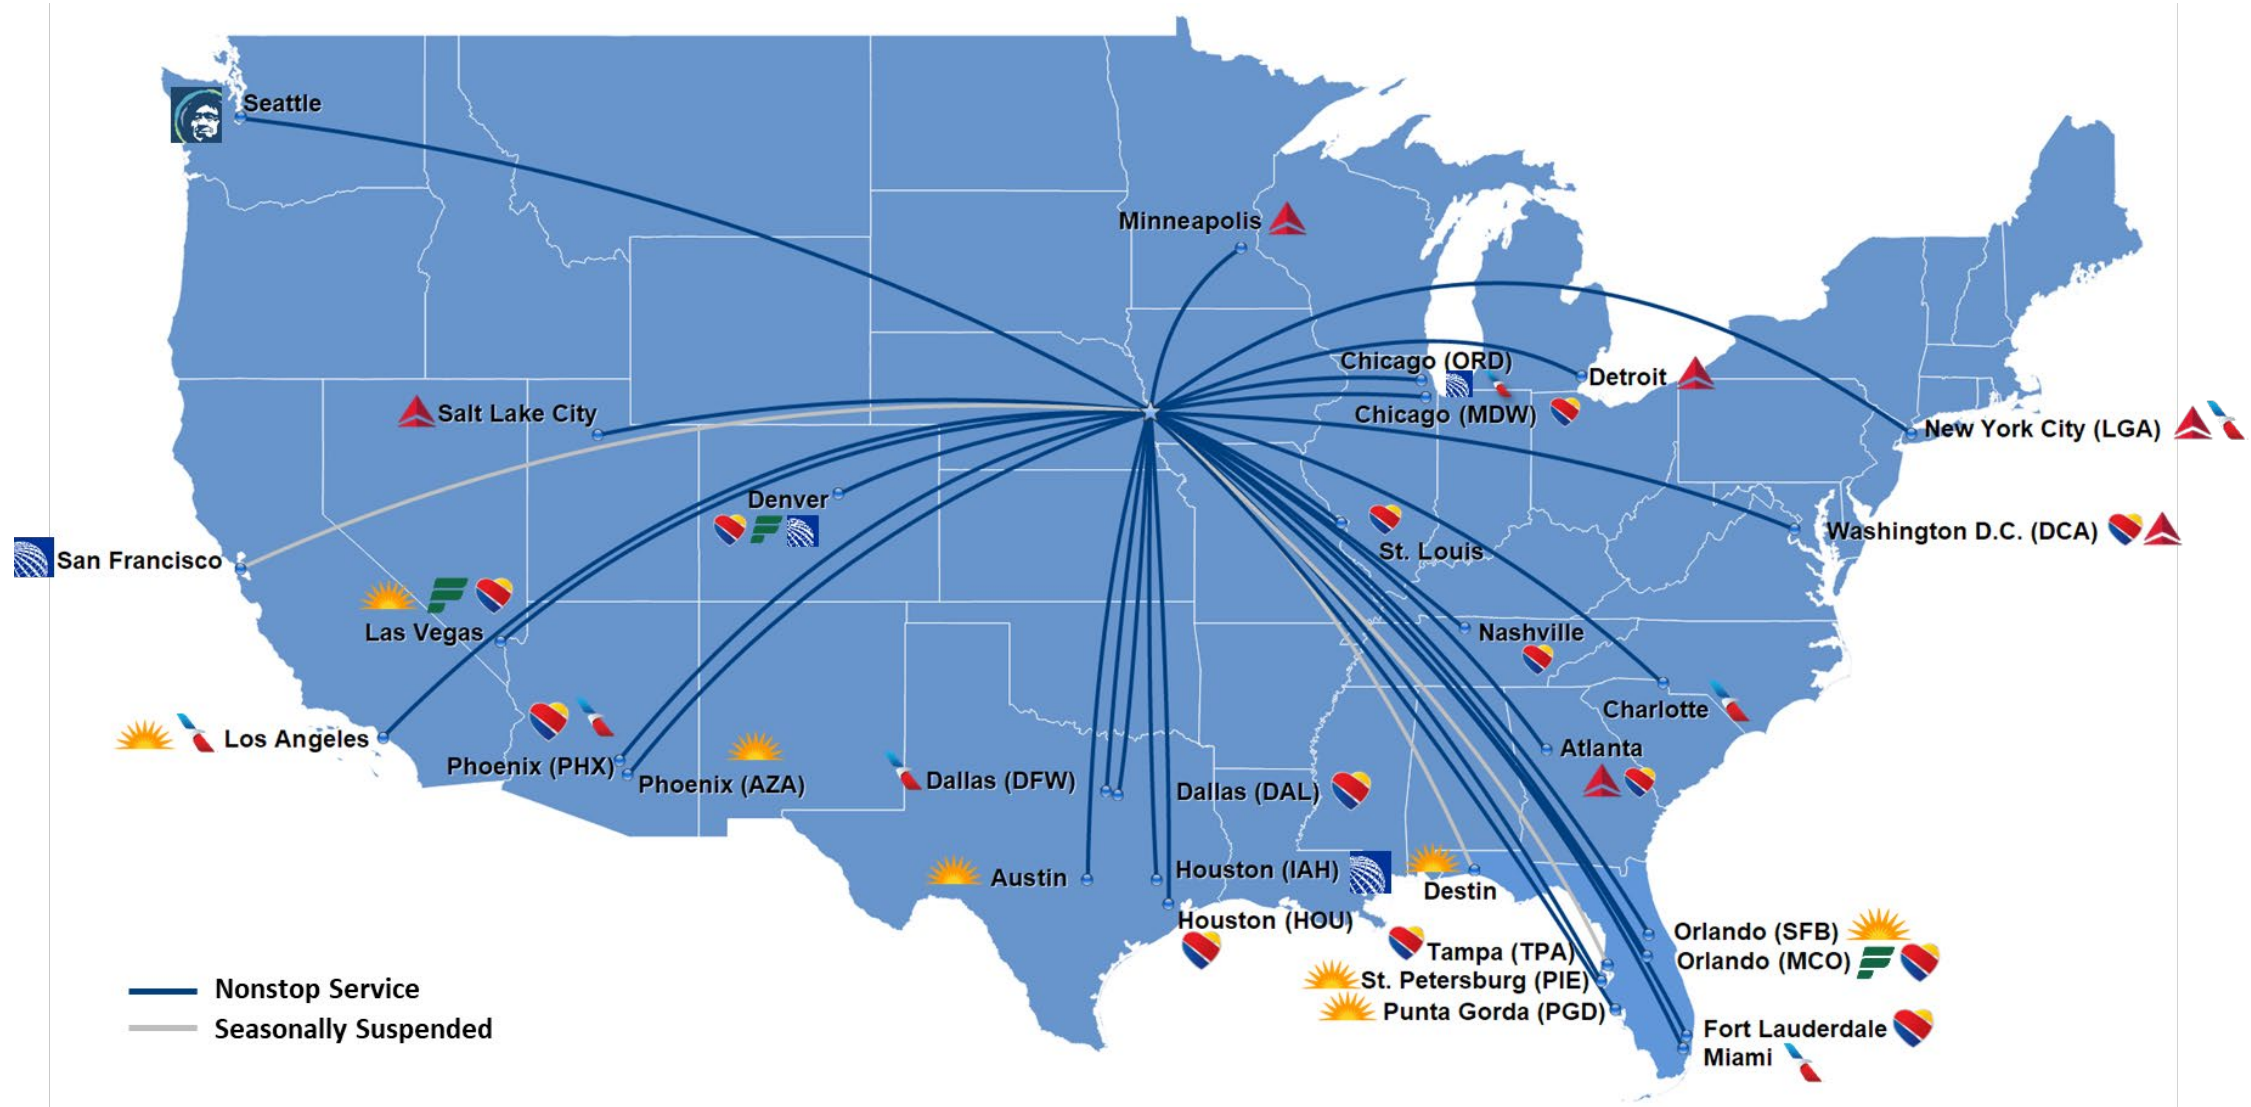 Seattle
Minneapolis
Chicago (ORD)
Detroit
Chicago (MDW)
Salt Lake City
New York City (LGA)
Denver
Washington D.C. (DCA)
San Francisco
St. Louis
Las Vegas
Nashville
Charlotte
Los Angeles
Atlanta
Phoenix (PHX)
Phoenix (AZA)
Dallas (DFW)
Dallas (DAL)
Austin
Houston (IAH)
Destin
Houston (HOU)
Orlando (SFB)
Tampa (TPA)
Orlando (MCO)
St. Petersburg (PIE)
Punta Gorda (PGD)
Nonstop Service
Seasonally Suspended
Fort Lauderdale
Miami